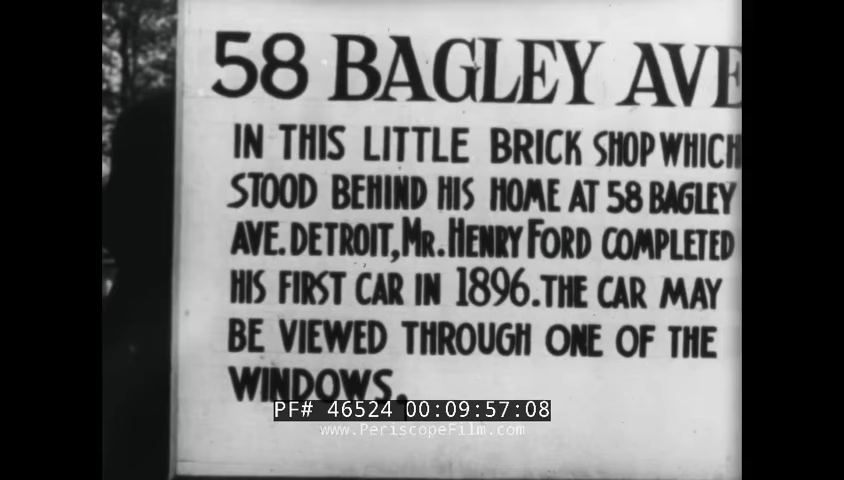 58 BAGLEY AVE
IN THIS LITTLE BRICK SHOP WHICH
STOOD BEHIND HIS HOME AT 58 BAGLEY
AVE. DETROIT, MR. HENRY FORD COMPLETED
HIS FIRST CAR IN 1896. THE CAR MAY
BE VIEWED THROUGH ONE OF THE
WINDOWS.
PF# 46524 00:09:57:08
www.PeriscopeFilm.com